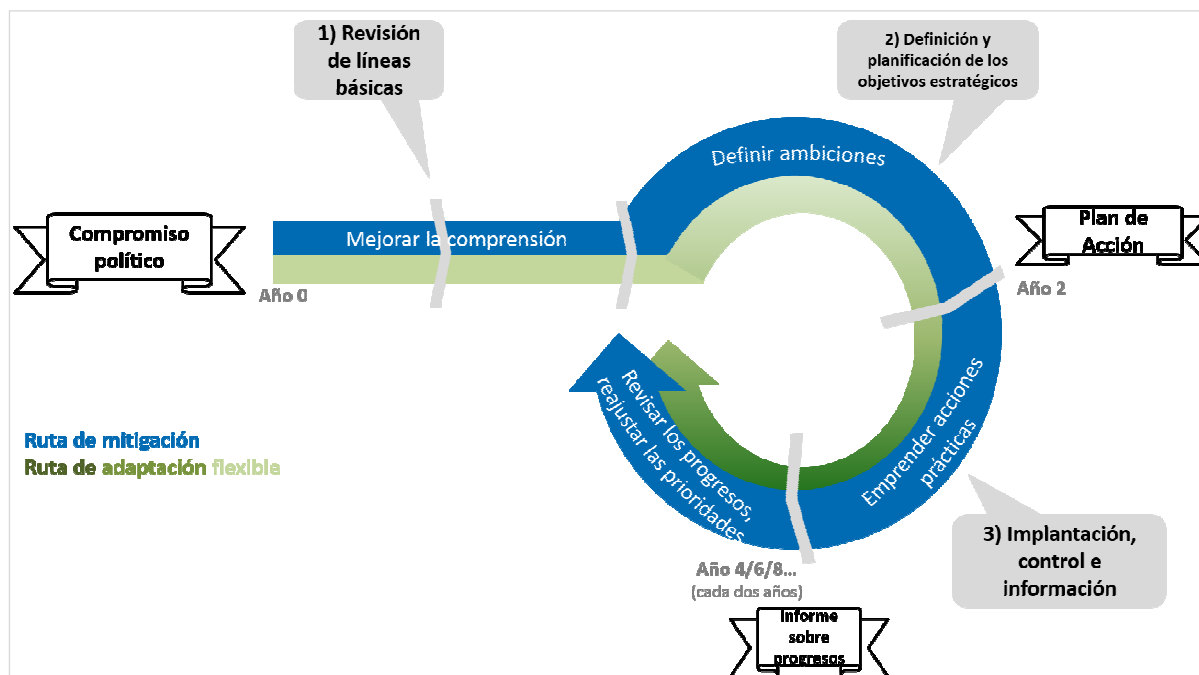 1) Revisión
de líneas
básicas
2) Definición y
planificación de los
objetivos estratégicos
Definir ambiciones
Compromiso
político
Mejorar la comprensión
Plan de
Acción
Año 0
Año 2
Revisar los progresos,
reajustar las prioridades
Emprender acciones
prácticas
Ruta de mitigación
Ruta de adaptación flexible
3) Implantación,
control e
información
Año 4/6/8...
(cada dos años)
Informe
sobre
progresos